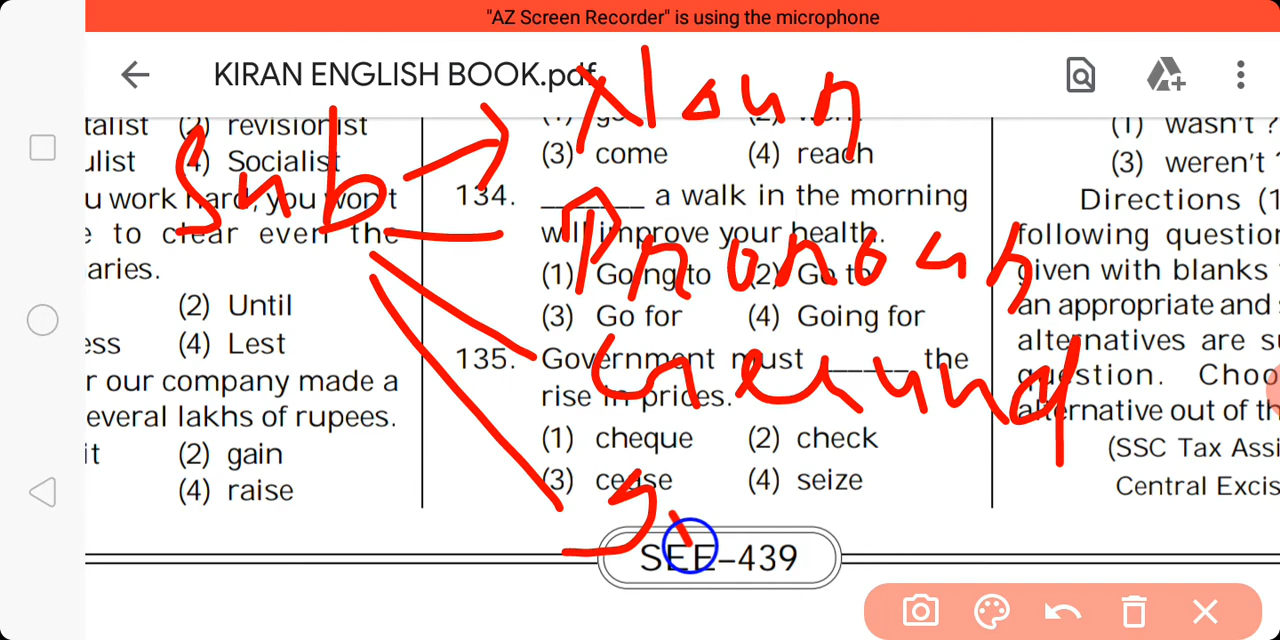 "AZ Screen Recorder" is using the microphone
KIRAN ENGLISH BOOK.pdf
Noun
Sub
Pronoun
Gerund
talist (2) revisionist
ulist (4) Socialist
u work hard, you won't
e to clear even the
aries.
(2) Until
ess (4) Lest
r our company made a
everal lakhs of rupees.
it (2) gain
(4) raise
(3) come (4) reach
134. ______ a walk in the morning
will improve your health.
(1) Going to (2) Go to
(3) Go for (4) Going for
135. Government must _____ the
rise in prices.
(1) cheque (2) check
(3) cease (4) seize
(1) wasn't ?
(3) weren't ?
Directions (1
following question
given with blanks
an appropriate and
alternatives are su
question. Choo
alternative out of th
(SSC Tax Assi
Central Excis
SEE–439